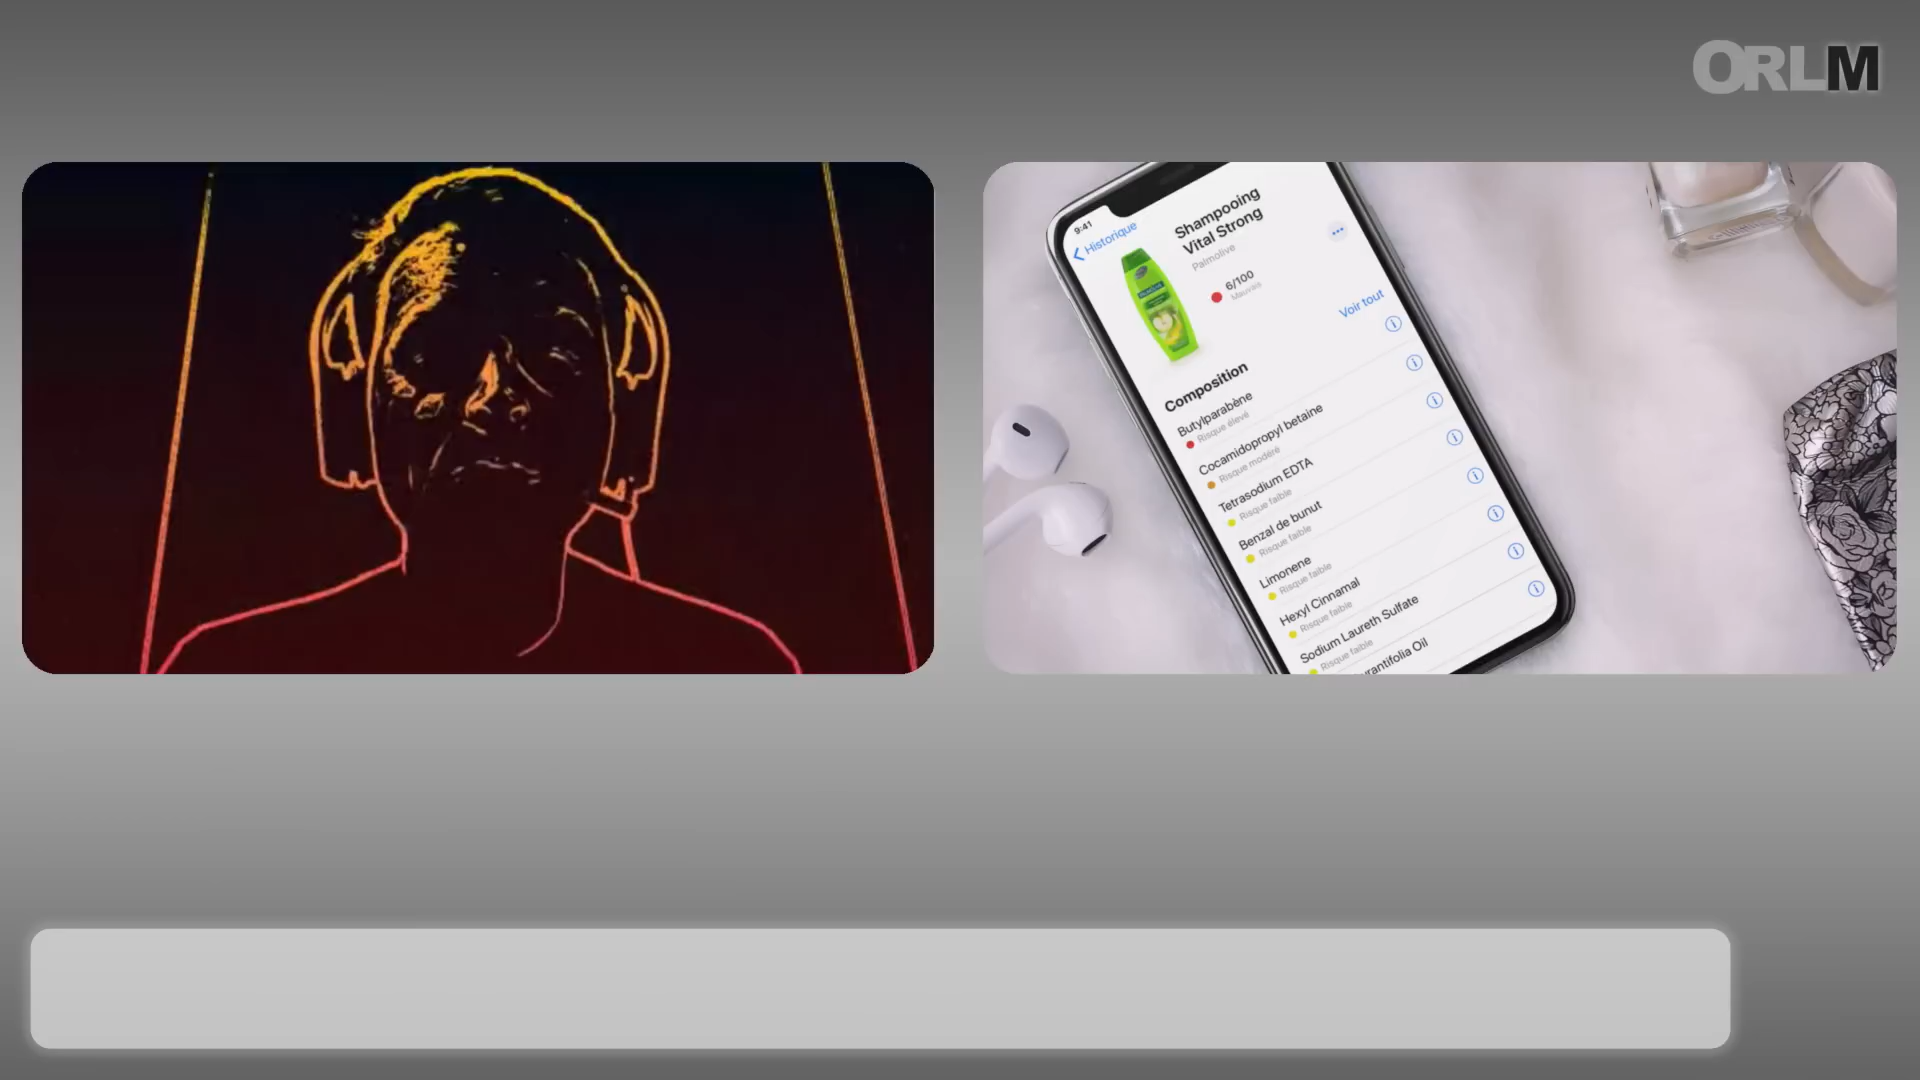 ORLM
9:41
Historique
Shampooing
Vital Strong
Palmolive
6/100
Mauvais
Voir tout
Composition
Butylparabène
Risque élevé
Cocamidopropyl betaine
Risque modéré
Tetrasodium EDTA
Risque faible
Benzal de bunut
Risque faible
Limonene
Risque faible
Hexyl Cinnamal
Risque faible
Sodium Laureth Sulfate
Risque faible
urantifolia Oil